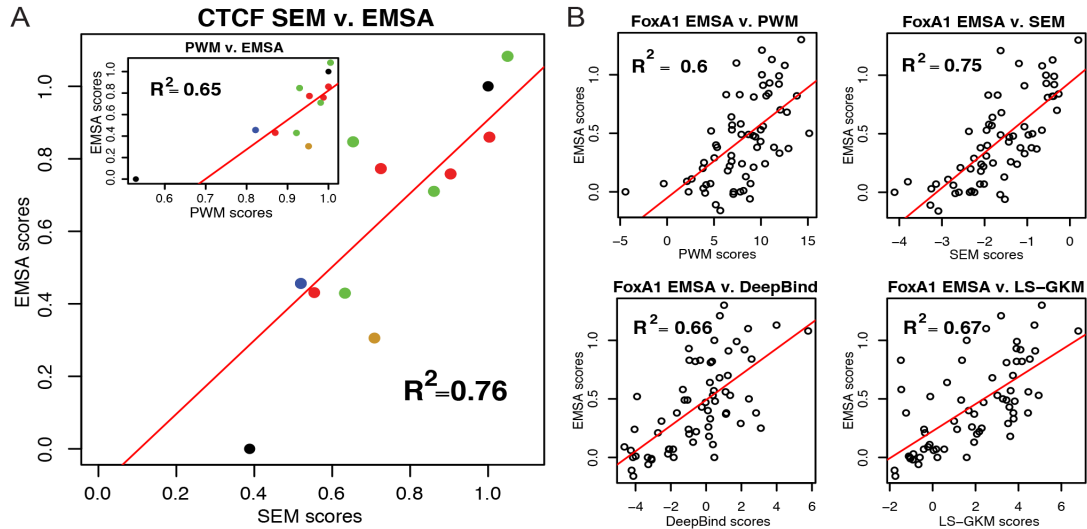 A
CTCF SEM v. EMSA
EMSA scores
1.0
0.8
0.6
0.4
0.2
0.0
PWM v. EMSA
R²= 0.65
EMSA scores
1.0
0.8
0.6
0.4
0.2
0.0
0.6 0.7 0.8 0.9 1.0
PWM scores
R²=0.76
0.0 0.2 0.4 0.6 0.8 1.0
SEM scores
B
FoxA1 EMSA v. PWM
R² = 0.6
EMSA scores
1.0
0.5
0.0
−5 0 5 10 15
PWM scores
FoxA1 EMSA v. SEM
R² = 0.75
EMSA scores
1.0
0.5
0.0
−4 −3 −2 −1 0
SEM scores
FoxA1 EMSA v. DeepBind
R² = 0.66
EMSA scores
1.0
0.5
0.0
−4 −2 0 2 4 6
DeepBind scores
FoxA1 EMSA v. LS−GKM
R² = 0.67
EMSA scores
1.0
0.5
0.0
−2 0 2 4 6
LS−GKM scores